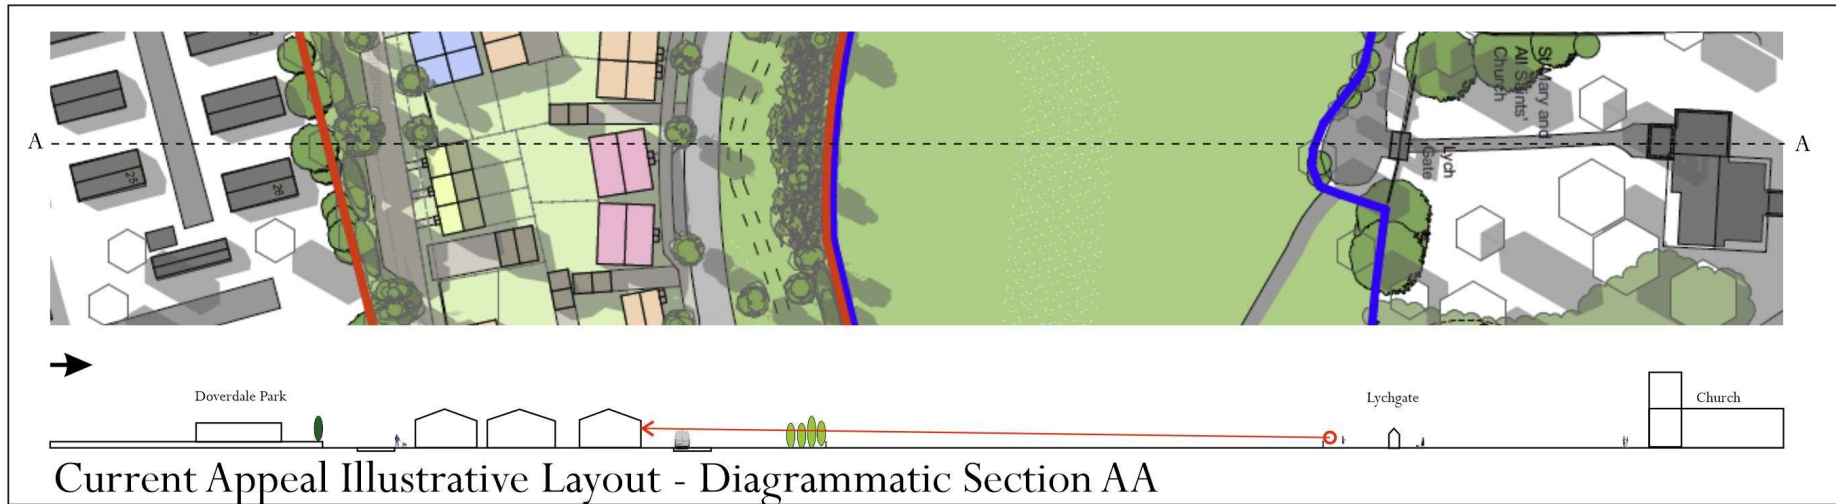 St Mary and
All Saints'
Church
A
A
25
26
Lych
Gate
Doverdale Park
Lychgate
Church
Current Appeal Illustrative Layout - Diagrammatic Section AA